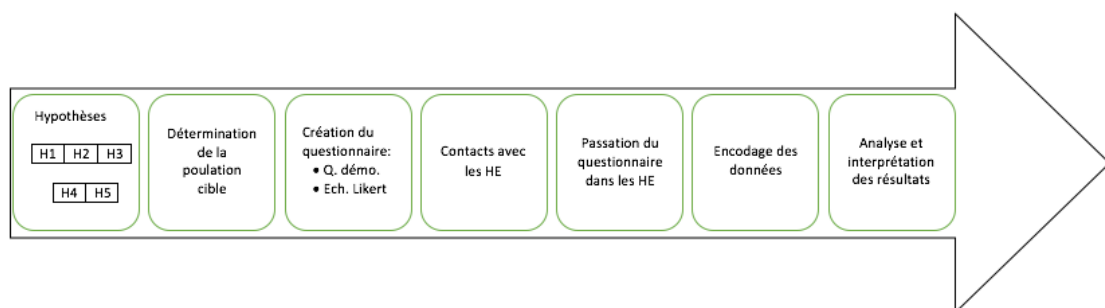 Hypothèses
H1 H2 H3
H4 H5
Détermination
de la
poulation
cible
Création du
questionnaire:
• Q. démo.
• Ech. Likert
Contacts avec
les HE
Passation du
questionnaire
dans les HE
Encodage des
données
Analyse et
interprétation
des résultats